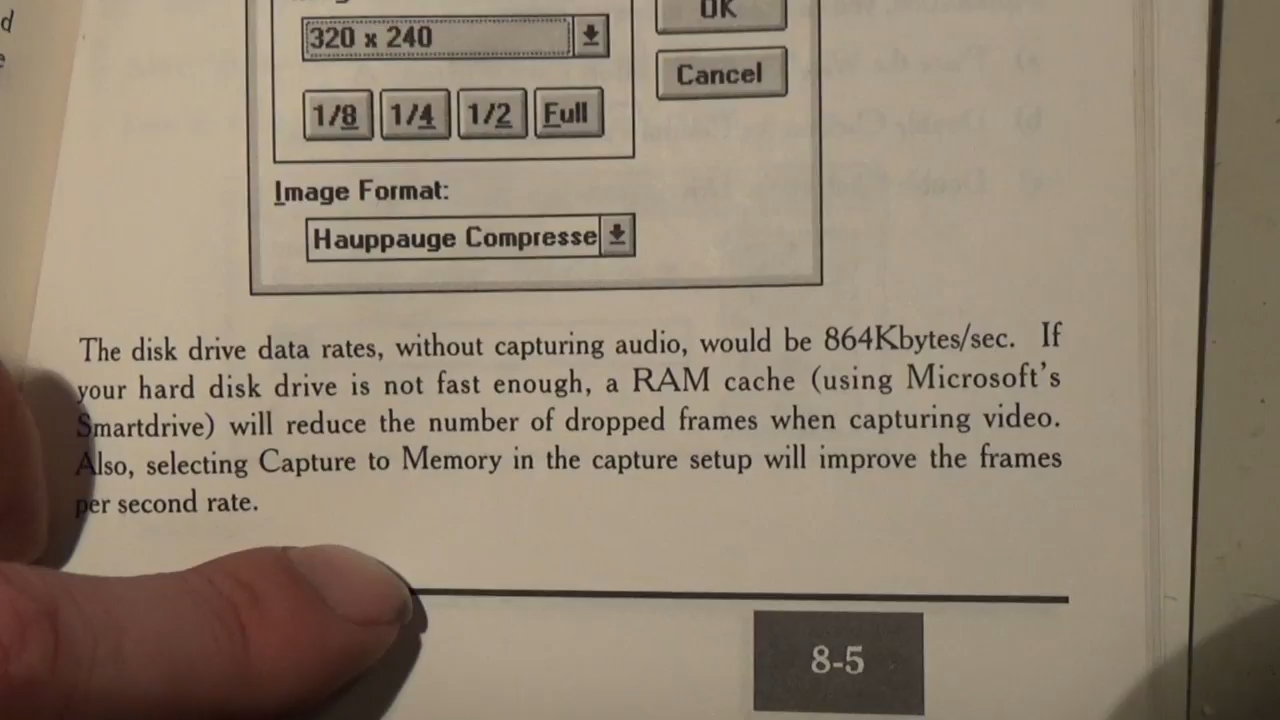 d
e
320 x 240
OK
Cancel
1/8 1/4 1/2 Full
Image Format:
Hauppauge Compresse
The disk drive data rates, without capturing audio, would be 864Kbytes/sec. If
your hard disk drive is not fast enough, a RAM cache (using Microsoft's
Smartdrive) will reduce the number of dropped frames when capturing video.
Also, selecting Capture to Memory in the capture setup will improve the frames
per second rate.
8-5